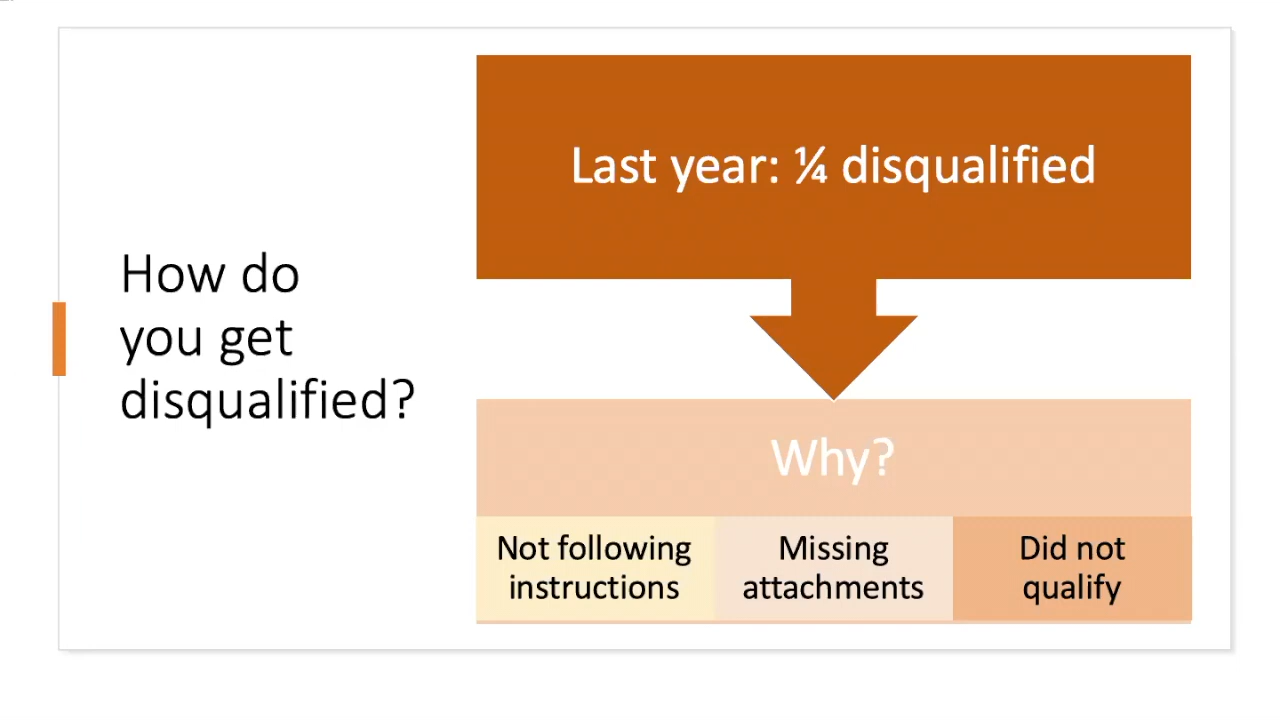 How do
you get
disqualified?
Last year: ¼ disqualified
Why?
Not following
instructions
Missing
attachments
Did not
qualify